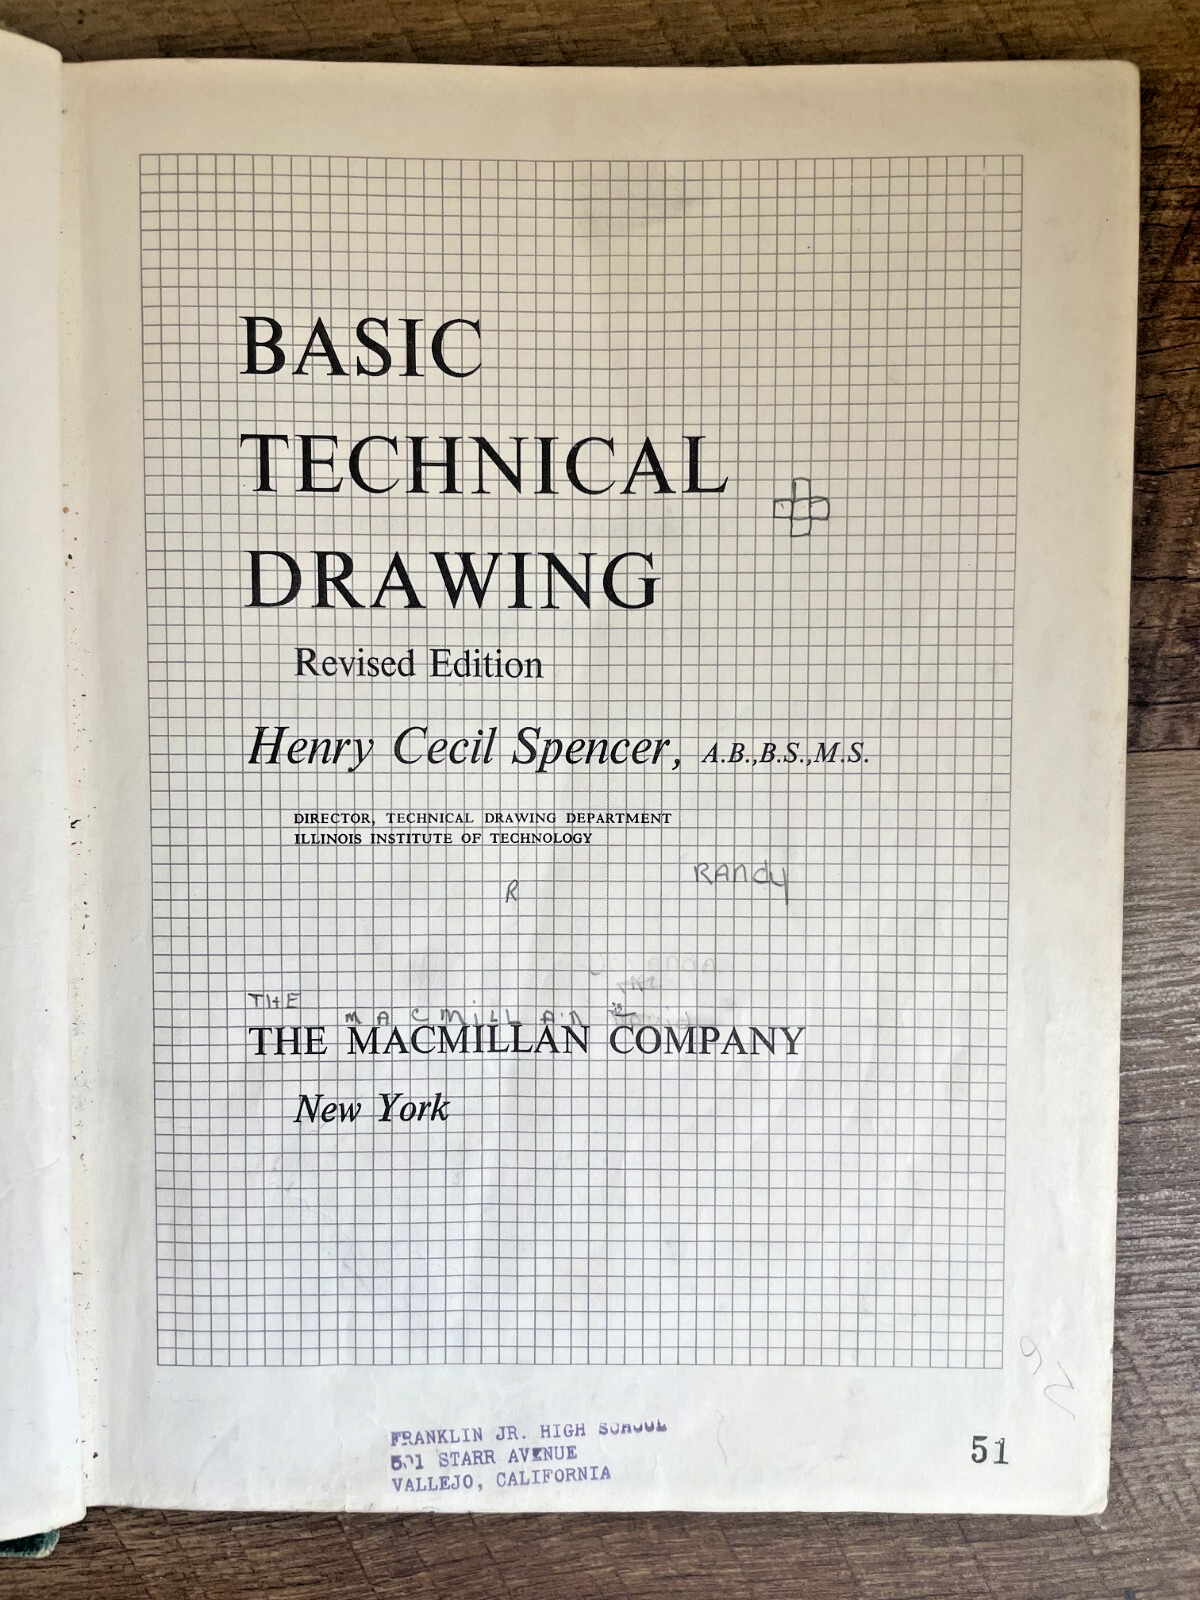 BASIC
TECHNICAL
DRAWING
Revised Edition
Henry Cecil Spencer, A.B.,B.S.,M.S.
DIRECTOR, TECHNICAL DRAWING DEPARTMENT
ILLINOIS INSTITUTE OF TECHNOLOGY
RANdy
R
THE
MACMILLAN
THE MACMILLAN COMPANY
New York
FRANKLIN JR. HIGH SCHOOL
STARR AVENUE
VALLEJO, CALIFORNIA
51